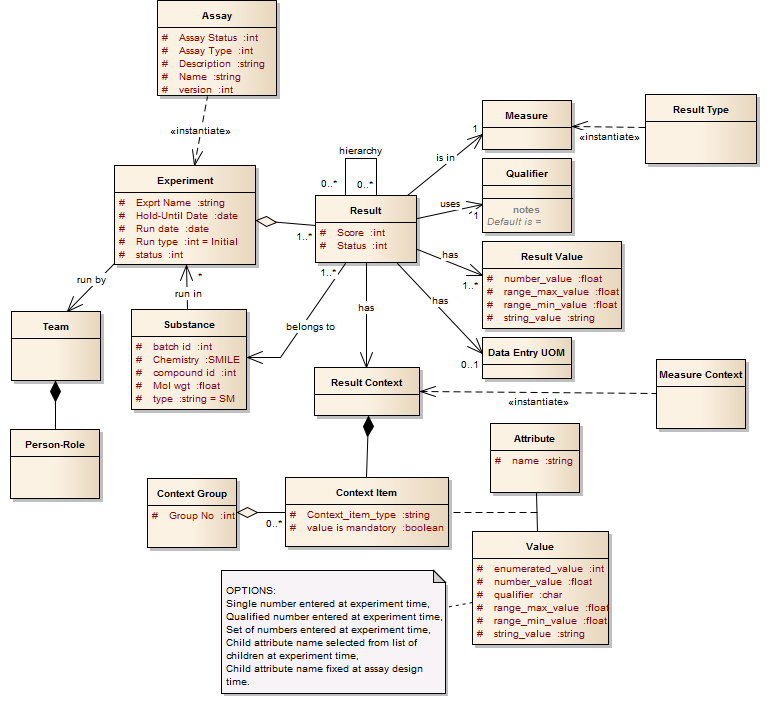 Assay
# Assay Status :int
# Assay Type :int
# Description :string
# Name :string
# version :int
«instantiate»
Experiment
# Exprt Name :string
# Hold-Until Date :date
# Run date :date
# Run type :int = Initial
# status :int
hierarchy
0..*
0..*
Result
# Score :int
# Status :int
1..*
1..*
is in
1
Measure
«instantiate»
Result Type
uses
1
Qualifier
notes
Default is =
has
1..*
Result Value
# number_value :float
# range_max_value :float
# range_min_value :float
# string_value :string
has
0..1
Data Entry UOM
run by
Team
Person-Role
*
run in
Substance
# batch id :int
# Chemistry :SMILE
# compound id :int
# Mol wgt :float
# type :string = SM
belongs to
has
Result Context
«instantiate»
Measure Context
Attribute
# name :string
Context Group
# Group No :int
0..*
Context Item
# Context_item_type :string
# value is mandatory :boolean
Value
# enumerated_value :int
# number_value :float
# qualifier :char
# range_max_value :float
# range_min_value :float
# string_value :string
OPTIONS:
Single number entered at experiment time,
Qualified number entered at experiment time,
Set of numbers entered at experiment time,
Child attribute name selected from list of
children at experiment time,
Child attribute name fixed at assay design
time.